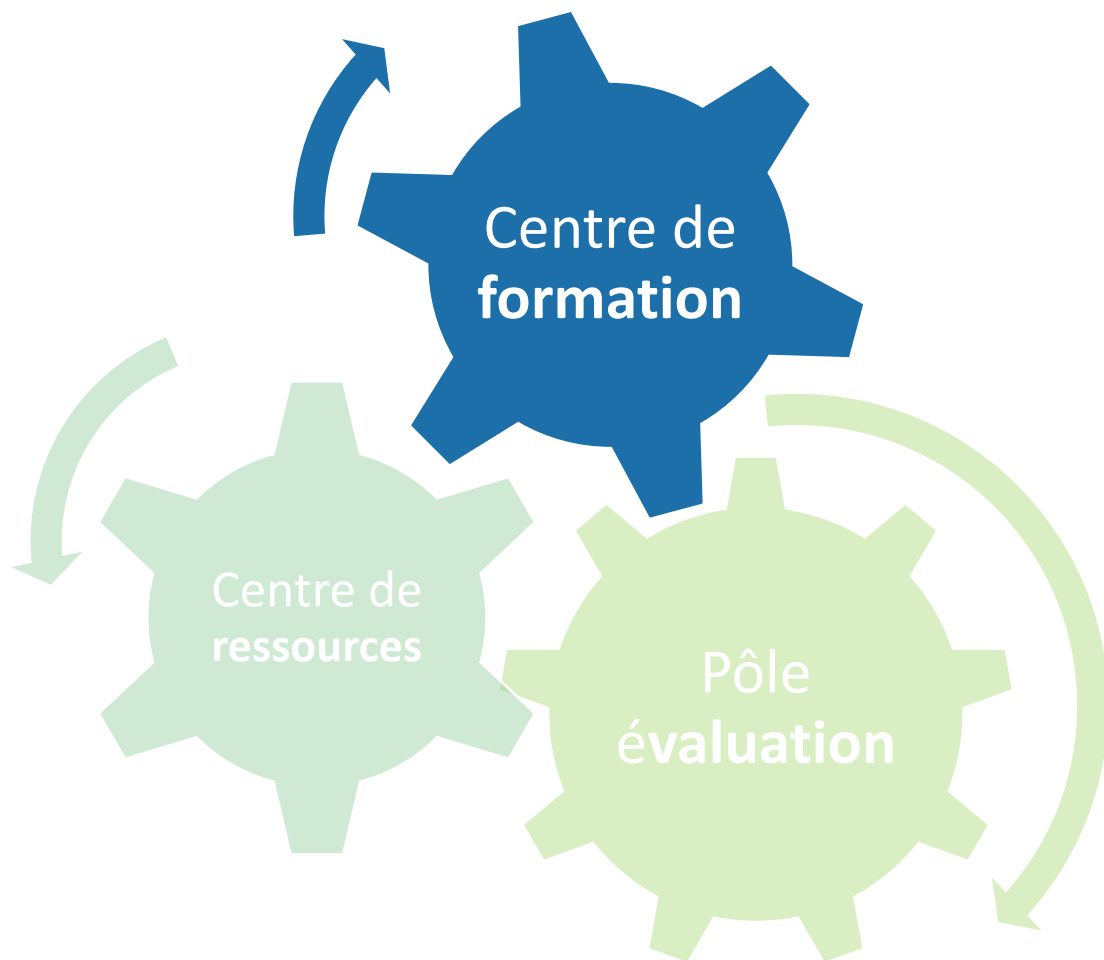 Centre de
formation
Centre de
ressources
Pôle
évaluation